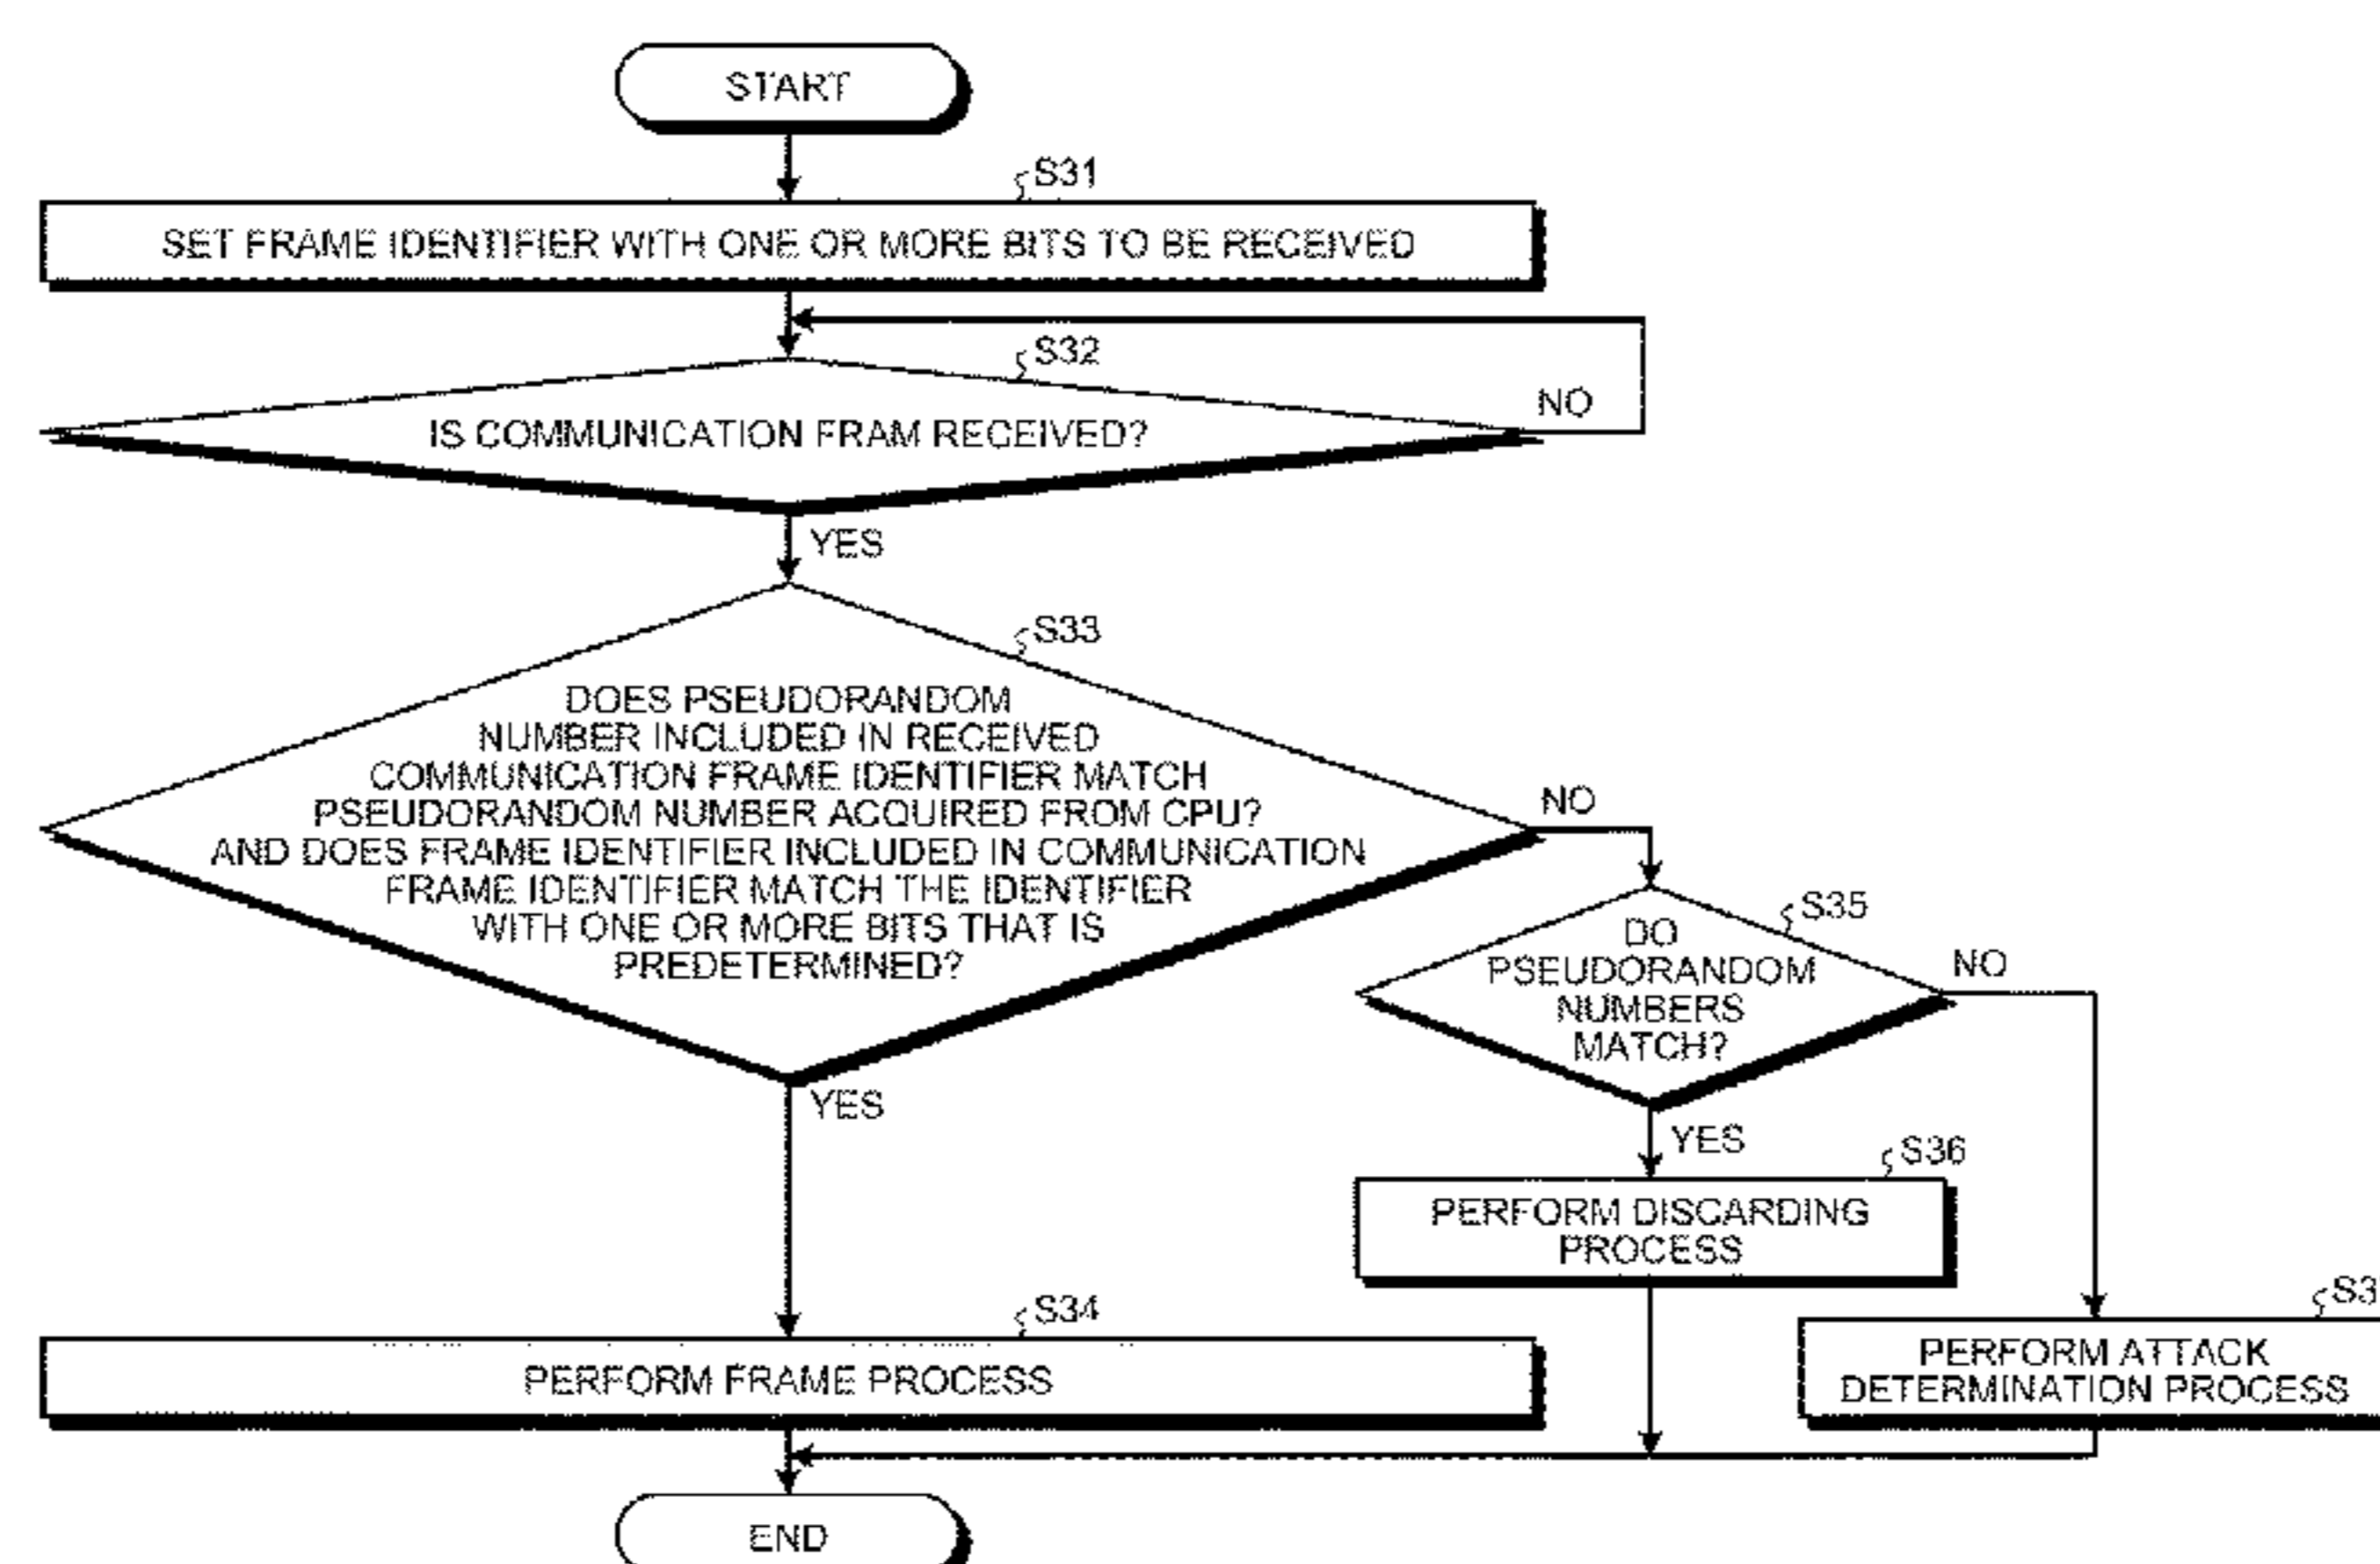 START
S31
SET FRAME IDENTIFIER WITH ONE OR MORE BITS TO BE RECEIVED
S32
IS COMMUNICATION FRAM RECEIVED?
NO
YES
S33
DOES PSEUDORANDOM
NUMBER INCLUDED IN RECEIVED
COMMUNICATION FRAME IDENTIFIER MATCH
PSEUDORANDOM NUMBER ACQUIRED FROM CPU?
AND DOES FRAME IDENTIFIER INCLUDED IN COMMUNICATION
FRAME IDENTIFIER MATCH THE IDENTIFIER
WITH ONE OR MORE BITS THAT IS
PREDETERMINED?
NO
YES
S35
DO
PSEUDORANDOM
NUMBERS
MATCH?
NO
YES
S36
PERFORM DISCARDING
PROCESS
S34
PERFORM FRAME PROCESS
S3
PERFORM ATTACK
DETERMINATION PROCESS
END